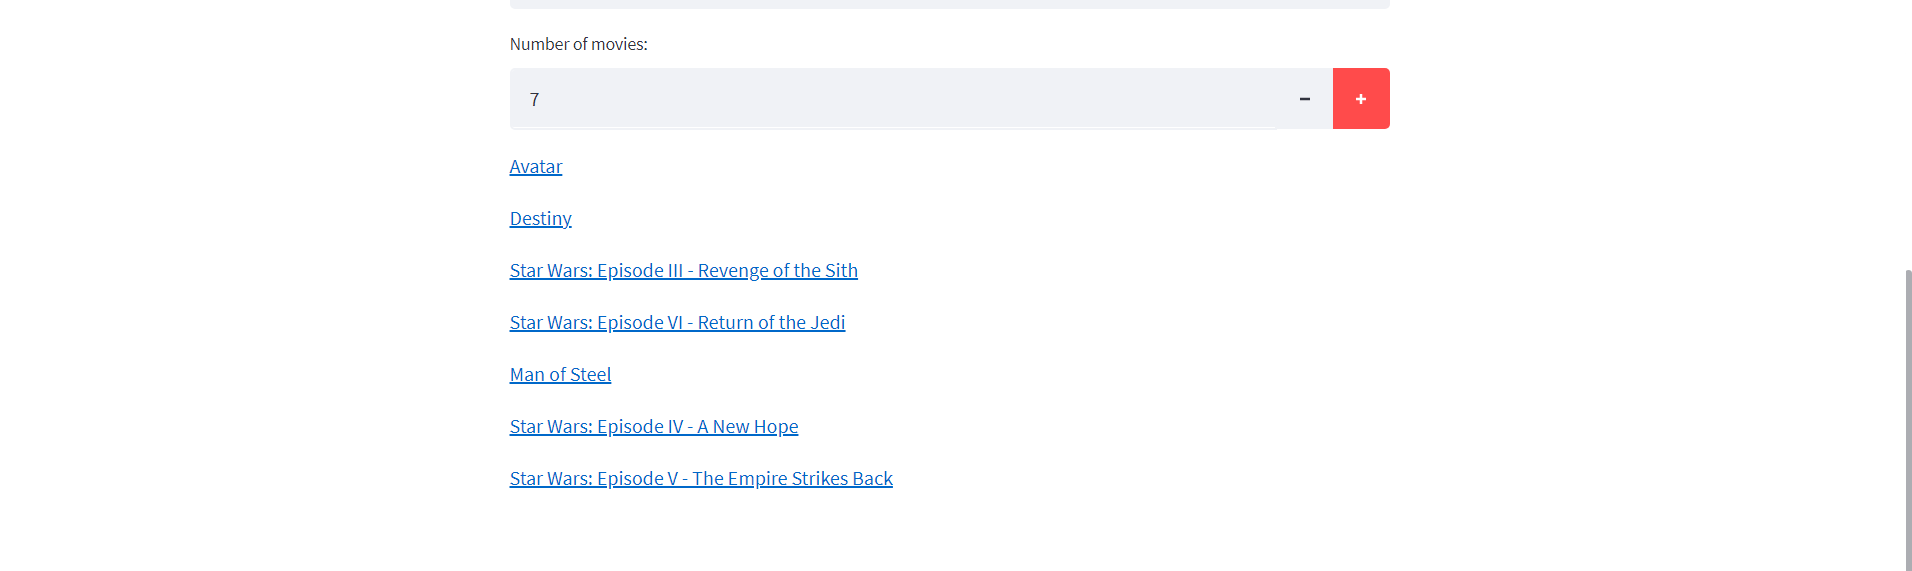 Number of movies:
7
Avatar
Destiny
Star Wars: Episode III - Revenge of the Sith
Star Wars: Episode VI - Return of the Jedi
Man of Steel
Star Wars: Episode IV - A New Hope
Star Wars: Episode V - The Empire Strikes Back